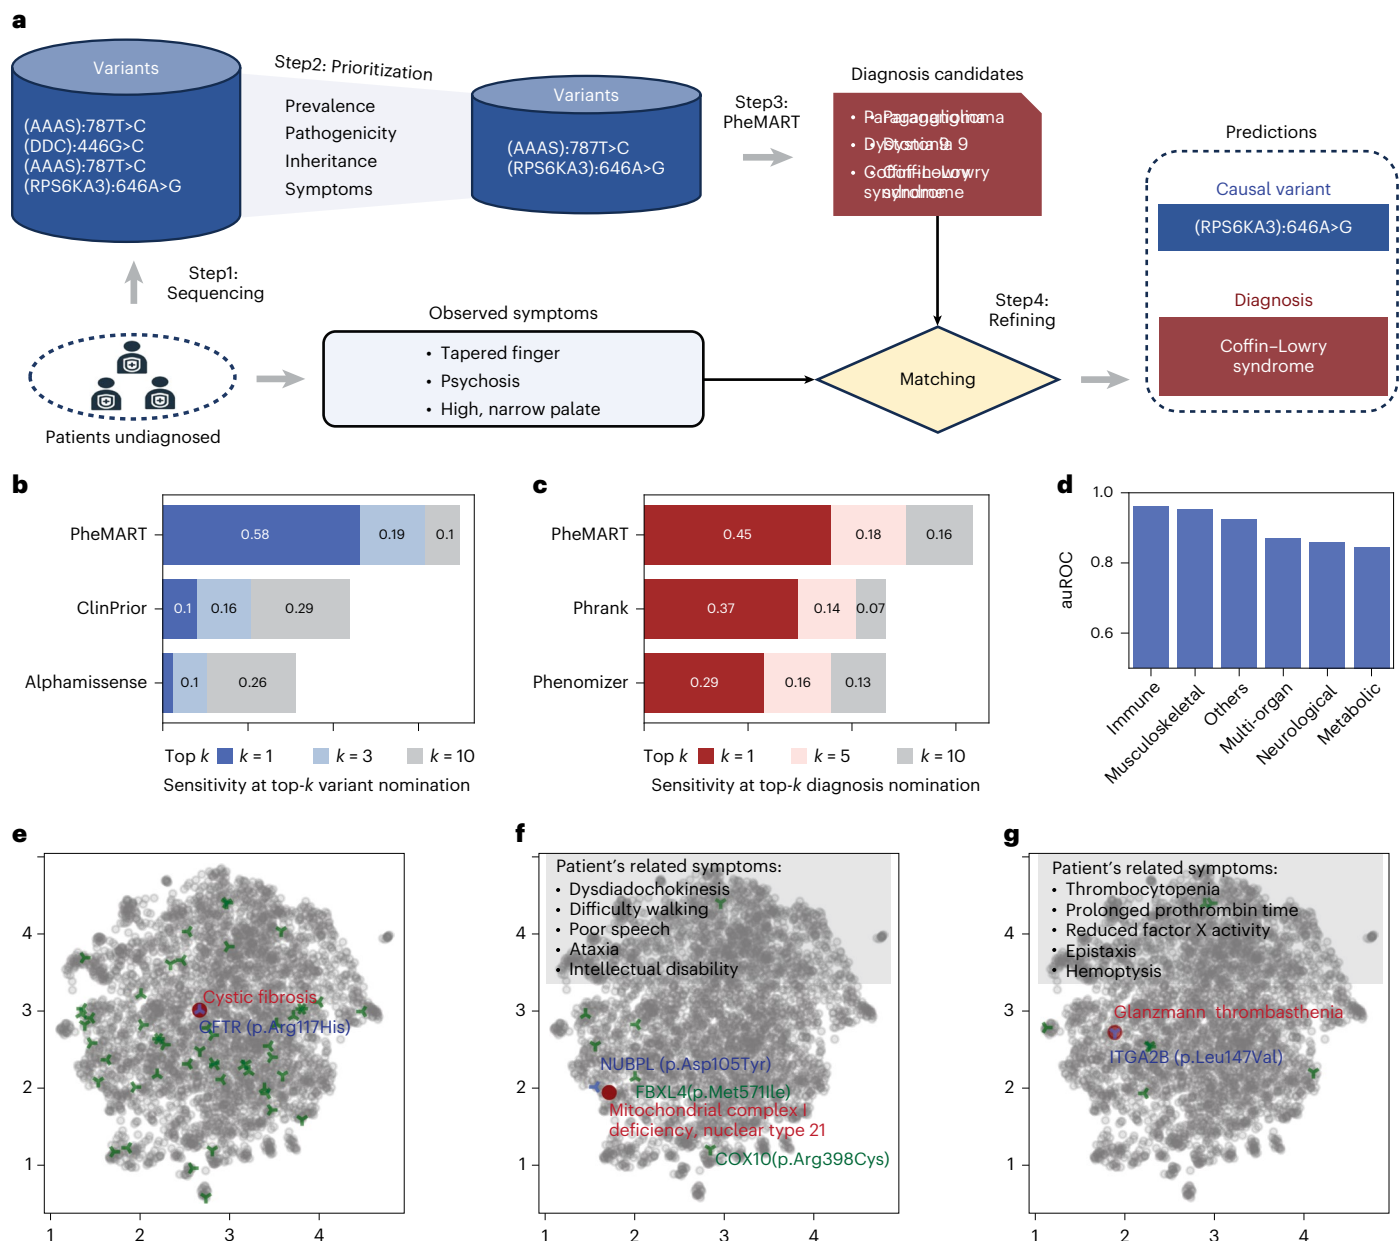 a
Variants
(AAAS):787T>C
(DDC):446G>C
(AAAS):787T>C
(RPS6KA3):646A>G
Step2: Prioritization
Prevalence
Pathogenicity
Inheritance
Symptoms
Variants
(AAAS):787T>C
(RPS6KA3):646A>G
Step3:
PheMART
Diagnosis candidates
• Paraganglioma
• Dystonia 9
• Coffin–Lowry
syndrome
Predictions
Causal variant
(RPS6KA3):646A>G
Diagnosis
Coffin–Lowry
syndrome
Step1:
Sequencing
Patients undiagnosed
Observed symptoms
• Tapered finger
• Psychosis
• High, narrow palate
Matching
Step4:
Refining
b
PheMART
0.58
0.19
0.1
ClinPrior
0.1
0.16
0.29
Alphamissense
0.1
0.26
Top k
k = 1
k = 3
k = 10
Sensitivity at top-k variant nomination
c
PheMART
0.45
0.18
0.16
Phrank
0.37
0.14
0.07
Phenomizer
0.29
0.16
0.13
Top k
k = 1
k = 5
k = 10
Sensitivity at top-k diagnosis nomination
d
auROC
1.0
0.8
0.6
Immune
Musculoskeletal
Others
Multi-organ
Neurological
Metabolic
e
4
3
2
1
1
2
3
4
Cystic fibrosis
CFTR (p.Arg117His)
f
Patient's related symptoms:
• Dysdiadochokinesis
• Difficulty walking
• Poor speech
• Ataxia
• Intellectual disability
4
3
2
1
1
2
3
4
NUBPL (p.Asp105Tyr)
FBXL4(p.Met571Ile)
Mitochondrial complex I
deficiency, nuclear type 21
COX10(p.Arg398Cys)
g
Patient's related symptoms:
• Thrombocytopenia
• Prolonged prothrombin time
• Reduced factor X activity
• Epistaxis
• Hemoptysis
4
3
2
1
1
2
3
4
Glanzmann thrombasthenia
ITGA2B (p.Leu147Val)